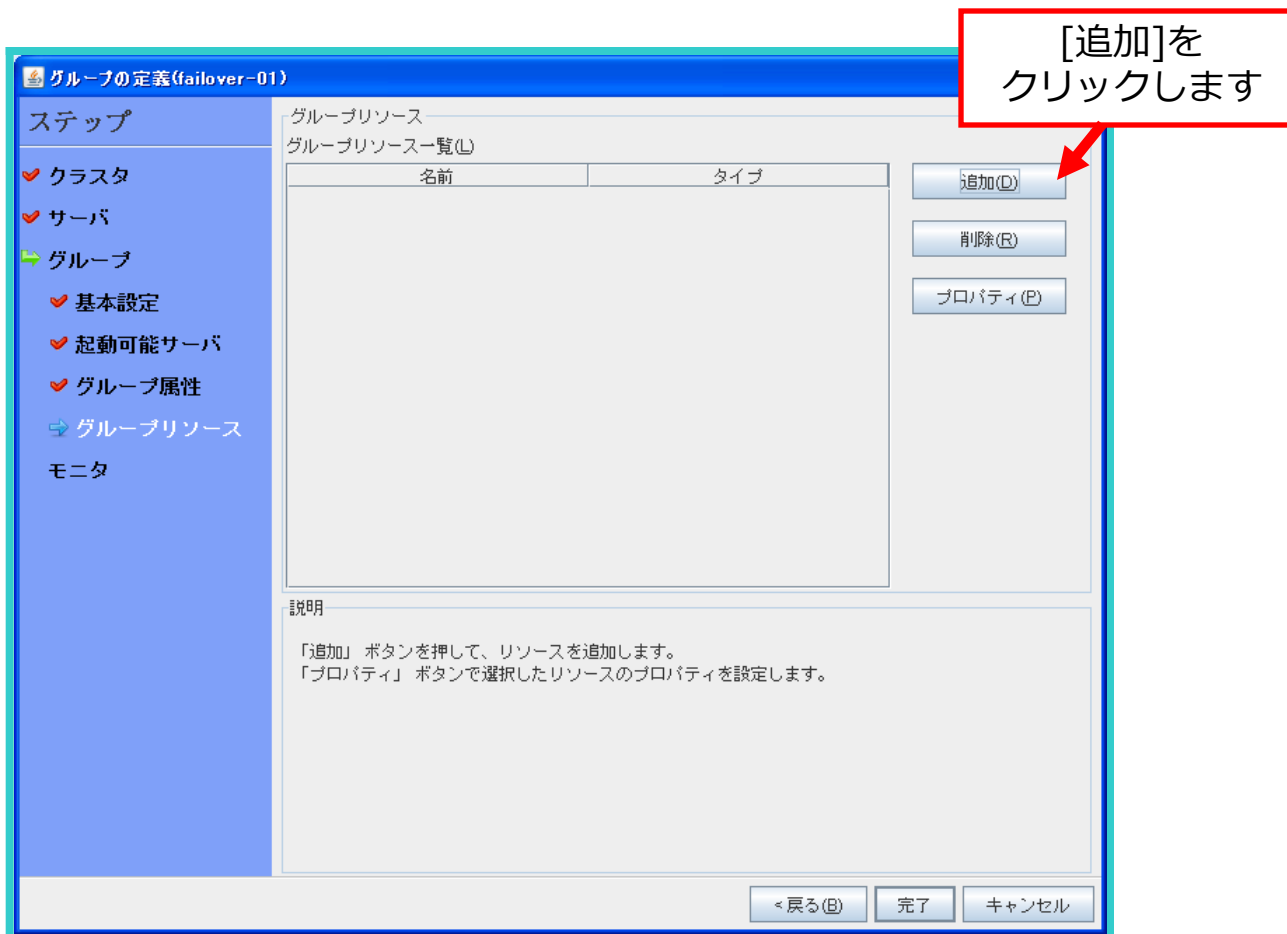 [追加]を
クリックします
グループの定義(failover-01)
ステップ
クラスタ
サーバ
グループ
基本設定
起動可能サーバ
グループ属性
グループリソース
モニタ
グループリソース
グループリソース一覧(L)
名前 タイプ
追加(D)
削除(R)
プロパティ(P)
説明
「追加」 ボタンを押して、リソースを追加します。
「プロパティ」 ボタンで選択したリソースのプロパティを設定します。
<戻る(B) 完了 キャンセル